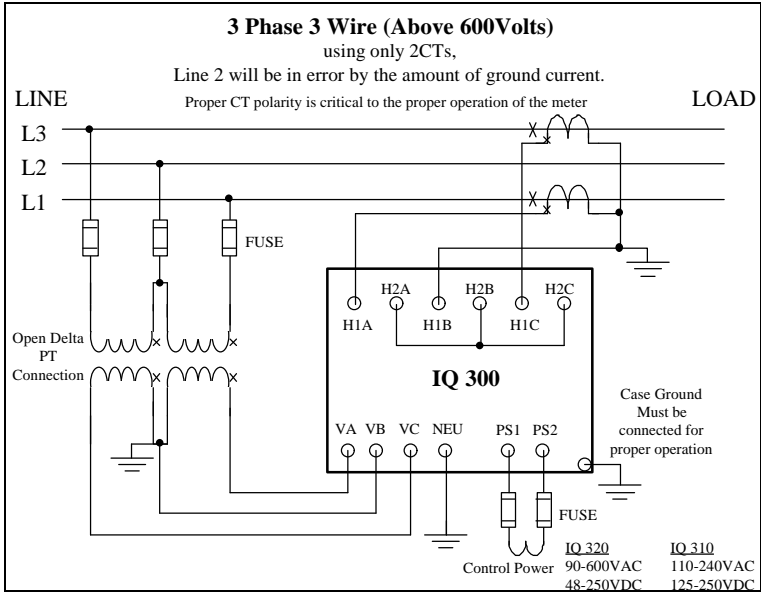 3 Phase 3 Wire (Above 600Volts)
using only 2CTs,
Line 2 will be in error by the amount of ground current.
LINE
Proper CT polarity is critical to the proper operation of the meter
LOAD
L3
L2
L1
FUSE
H2A
H2B
H2C
H1A
H1B
H1C
Open Delta
PT
Connection
IQ 300
Case Ground
Must be
connected for
proper operation
VA
VB
VC
NEU
PS1
PS2
FUSE
Control Power
IQ 320
IQ 310
90-600VAC
110-240VAC
48-250VDC
125-250VDC